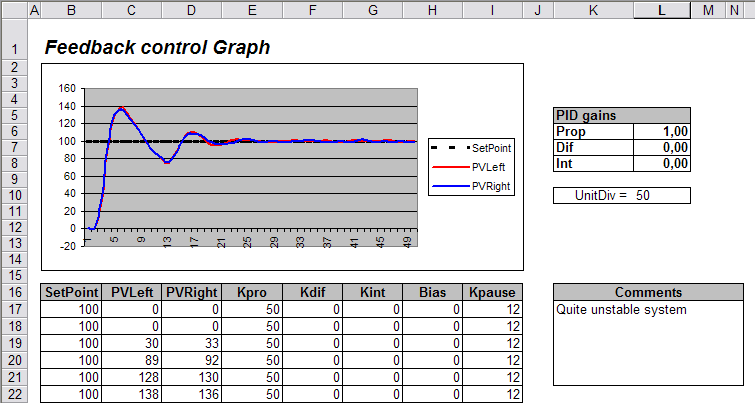 A B C D E F G H I J K L M N
1 Feedback control Graph
2
3
4
5 PID gains
6 Prop 1,00
7 Dif 0,00
8 Int 0,00
9
10 UnitDiv = 50
11
12
13
14
15
160
140
120
100
80
60
40
20
0
-20
1 5 9 13 17 21 25 29 33 37 41 45 49
SetPoint
PVLeft
PVRight
16 SetPoint PVLeft PVRight Kpro Kdif Kint Bias Kpause Comments
17 100 0 0 50 0 0 0 12 Quite unstable system
18 100 0 0 50 0 0 0 12
19 100 30 33 50 0 0 0 12
20 100 89 92 50 0 0 0 12
21 100 128 130 50 0 0 0 12
22 100 138 136 50 0 0 0 12